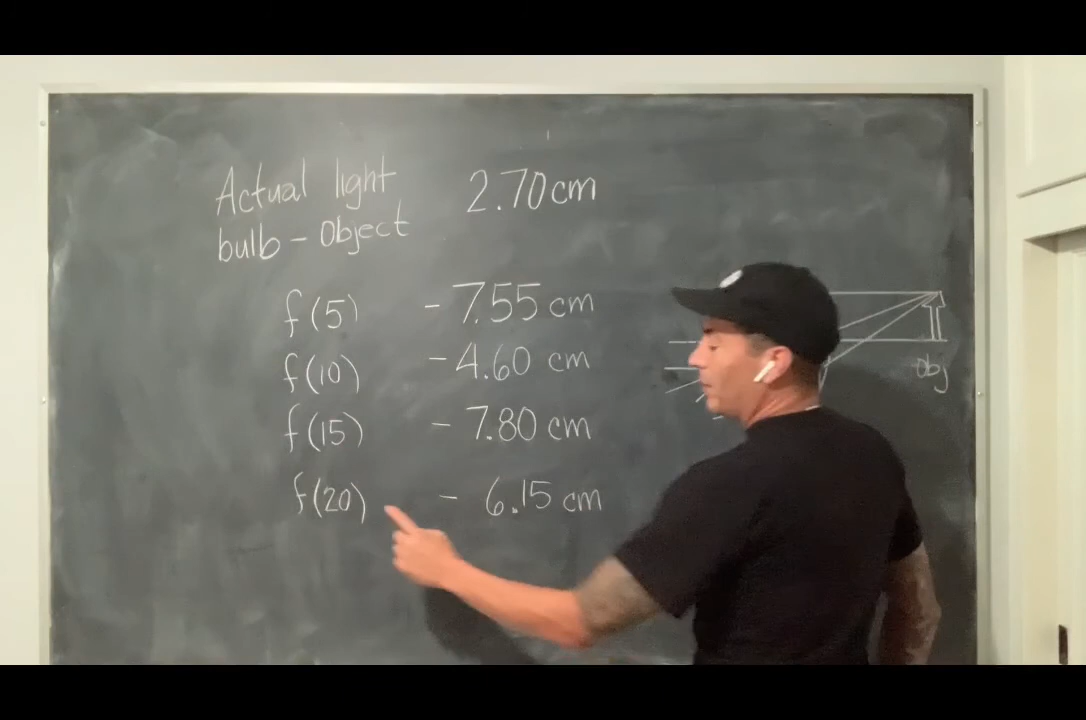 Actual light 2.70 cm
bulb - Object
f(5) - 7.55 cm
f(10) - 4.60 cm
f(15) - 7.80 cm
f(20) - 6.15 cm
Obj